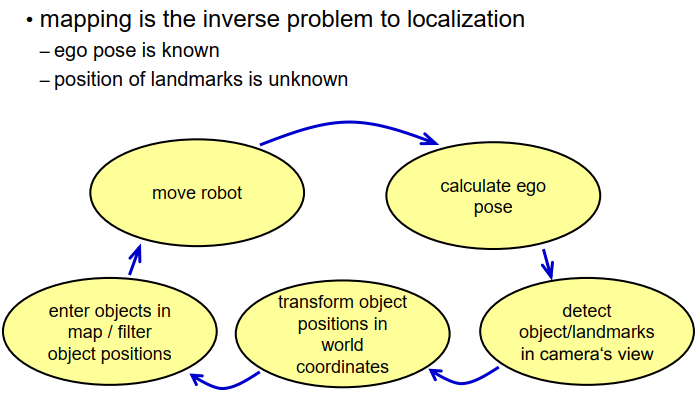 • mapping is the inverse problem to localization
– ego pose is known
– position of landmarks is unknown
move robot
calculate ego
pose
enter objects in
map / filter
object positions
transform object
positions in
world
coordinates
detect
object/landmarks
in camera‘s view